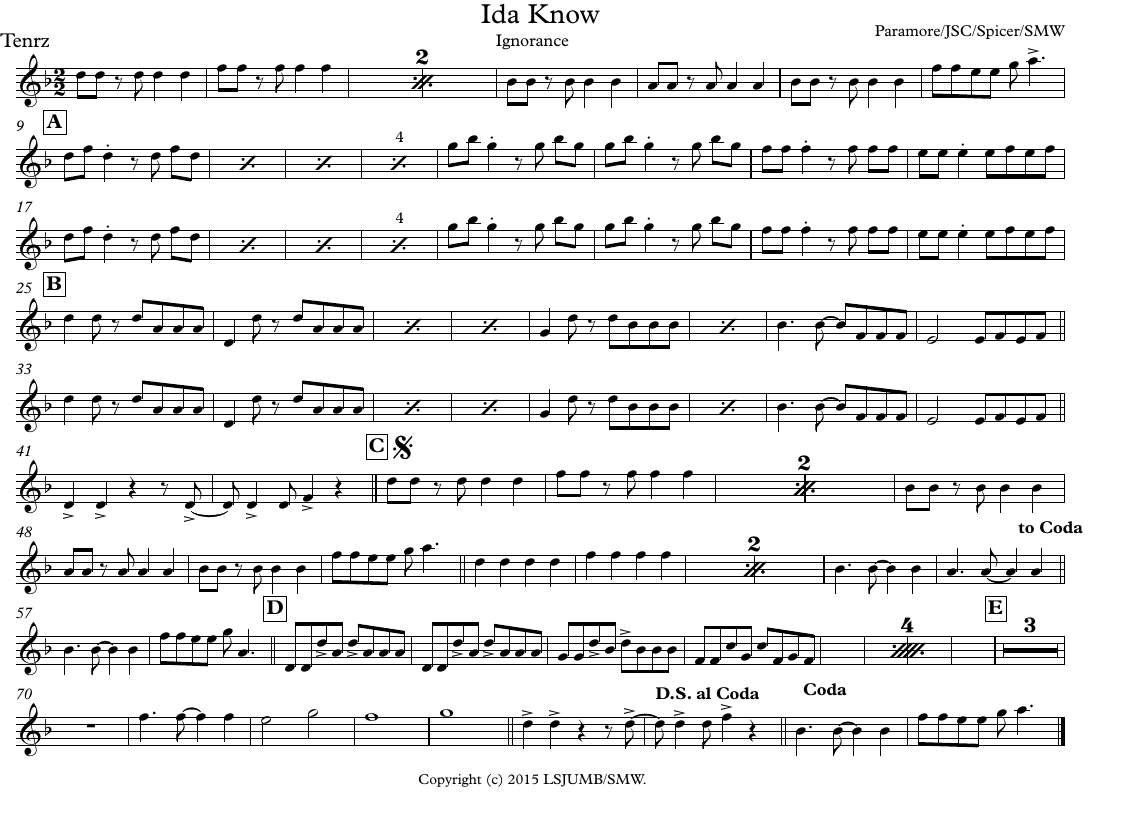 Ida Know
Paramore/JSC/Spicer/SMW
Tenrz
Ignorance
2
2
2
9
A
4
17
4
25
B
33
41
C
2
to Coda
48
2
57
D
4
E
3
D.S. al Coda
Coda
70
Copyright (c) 2015 LSJUMB/SMW.